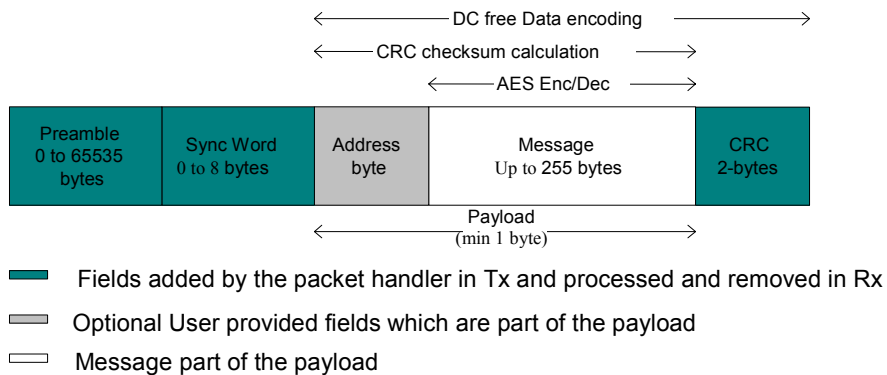 DC free Data encoding
CRC checksum calculation
AES Enc/Dec
Preamble
0 to 65535
bytes
Sync Word
0 to 8 bytes
Address
byte
Message
Up to 255 bytes
CRC
2-bytes
Payload
(min 1 byte)
Fields added by the packet handler in Tx and processed and removed in Rx
Optional User provided fields which are part of the payload
Message part of the payload